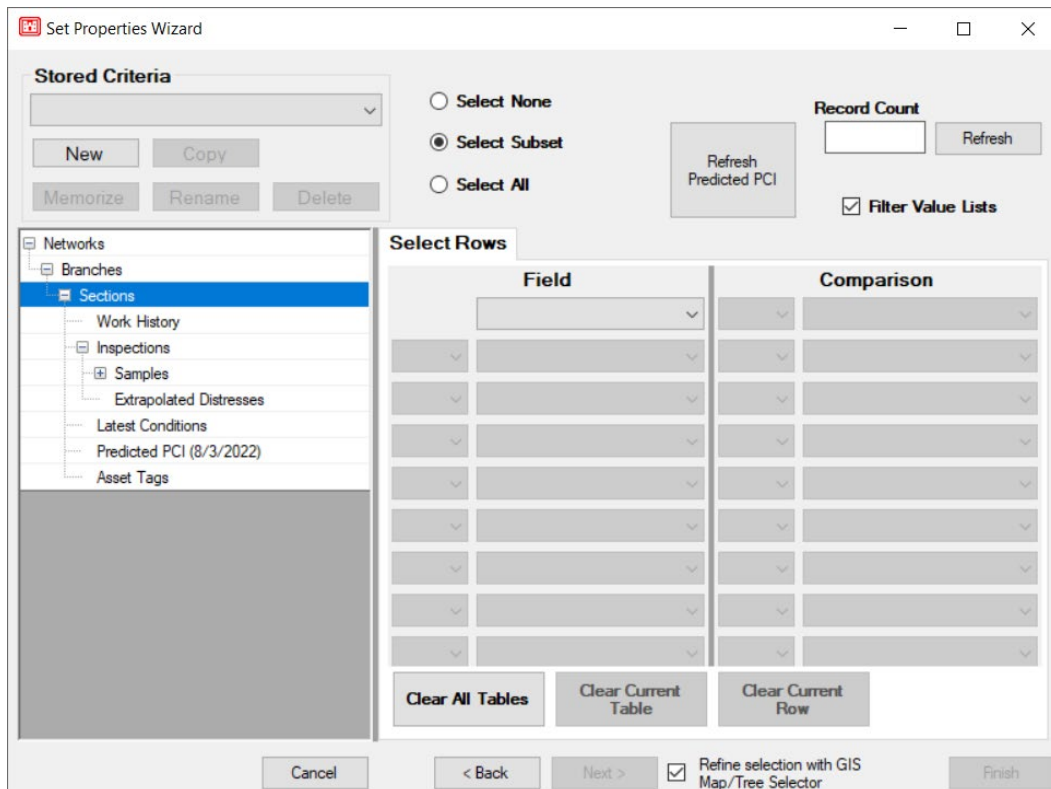 Set Properties Wizard
Stored Criteria
New
Copy
Memorize
Rename
Delete
Select None
Select Subset
Select All
Refresh
Predicted PCI
Record Count
Refresh
Filter Value Lists
Networks
Branches
Sections
Work History
Inspections
Samples
Extrapolated Distresses
Latest Conditions
Predicted PCI (8/3/2022)
Asset Tags
Select Rows
Field
Comparison
Clear All Tables
Clear Current
Table
Clear Current
Row
Cancel
< Back
Next >
Refine selection with GIS
Map/Tree Selector
Finish